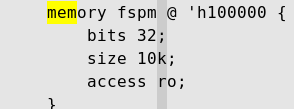 memory fspm @ 'h100000 {
bits 32;
size 10k;
access ro;
}